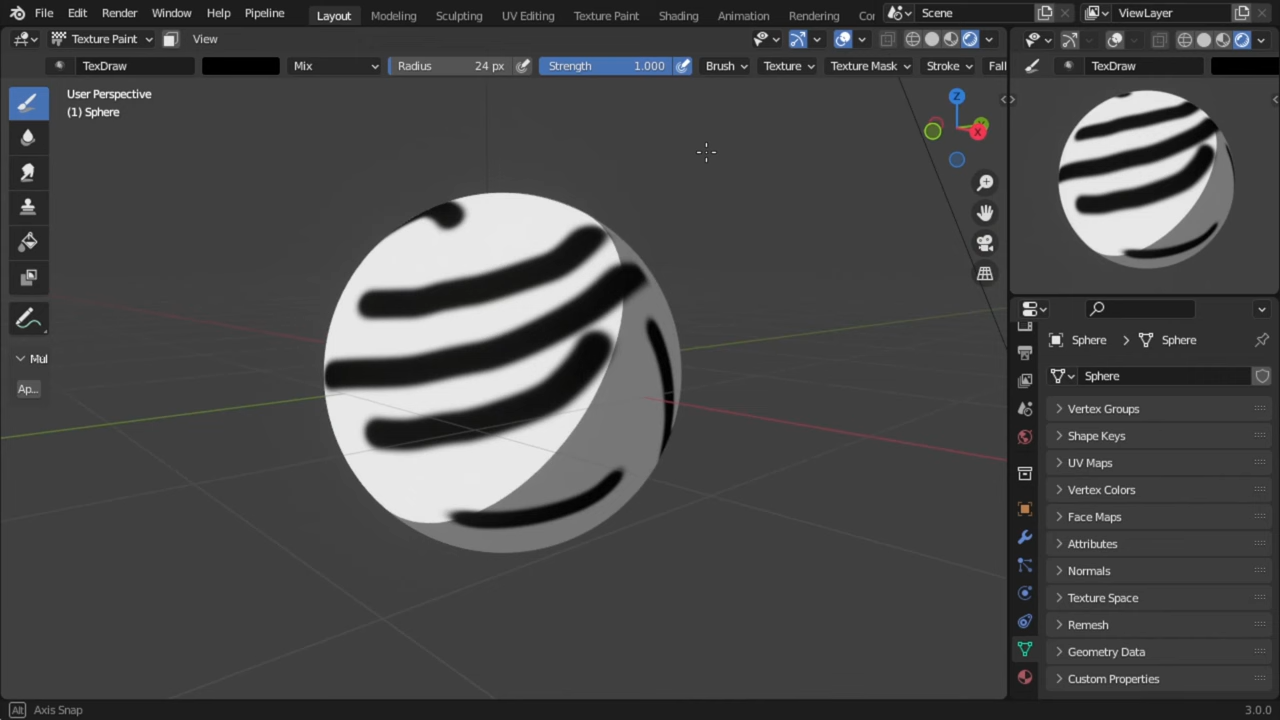 File Edit Render Window Help Pipeline Layout Modeling Sculpting UV Editing Texture Paint Shading Animation Rendering Co Scene ViewLayer
Texture Paint View
TexDraw Mix Radius 24 px Strength 1.000 Brush Texture Texture Mask Stroke Fall TexDraw
User Perspective
(1) Sphere
Z
X
Mul
Ap...
Sphere Sphere
Sphere
Vertex Groups
Shape Keys
UV Maps
Vertex Colors
Face Maps
Attributes
Normals
Texture Space
Remesh
Geometry Data
Custom Properties
Alt Axis Snap 3.0.0